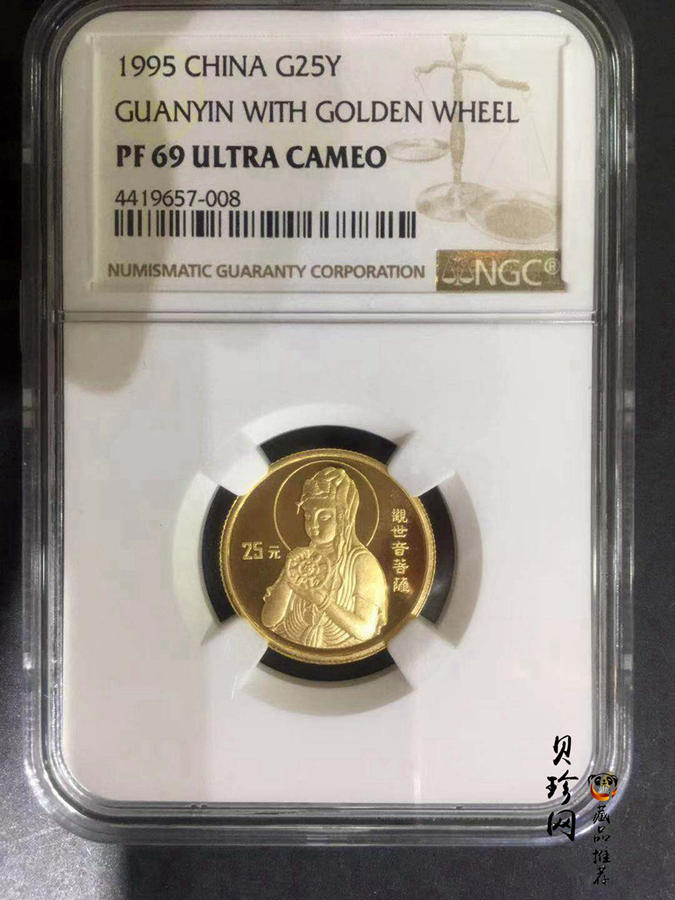 1995 CHINA G25Y
GUANYIN WITH GOLDEN WHEEL
PF 69 ULTRA CAMEO
4419657-008
NUMISMATIC GUARANTY CORPORATION
NGC®
25元
觀世音菩薩
贝珍网
藏品推荐